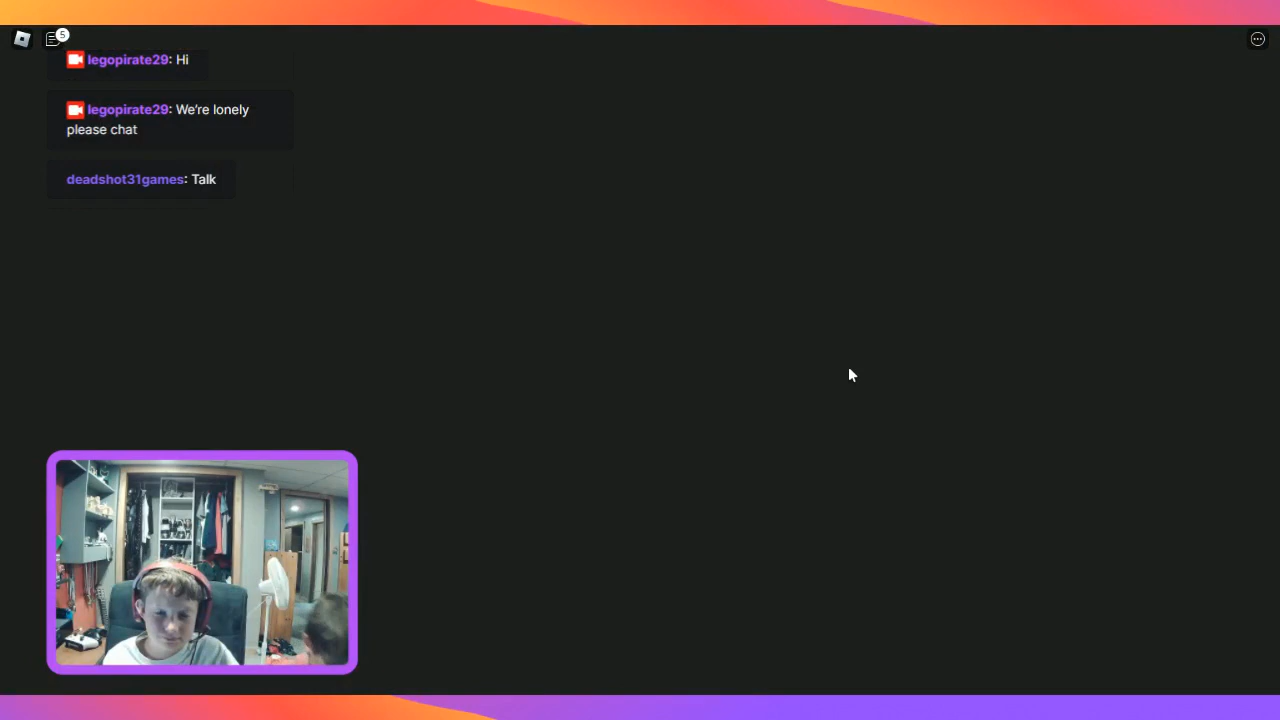 5
legopirate29: Hi
legopirate29: We're lonely
please chat
deadshot31games: Talk